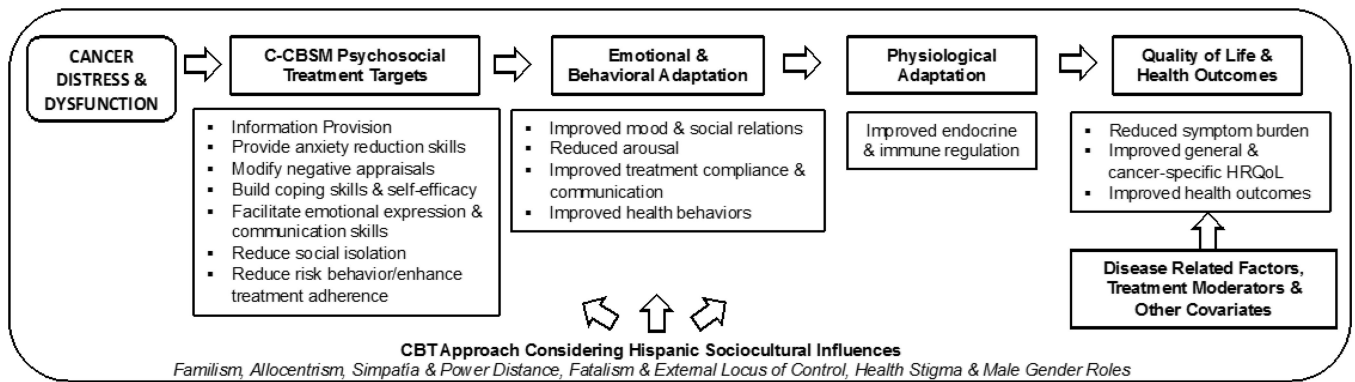 CANCER
DISTRESS &
DYSFUNCTION
C-CBSM Psychosocial
Treatment Targets
▪ Information Provision
▪ Provide anxiety reduction skills
▪ Modify negative appraisals
▪ Build coping skills & self-efficacy
▪ Facilitate emotional expression &
communication skills
▪ Reduce social isolation
▪ Reduce risk behavior/enhance
treatment adherence
Emotional &
Behavioral Adaptation
▪ Improved mood & social relations
▪ Reduced arousal
▪ Improved treatment compliance &
communication
▪ Improved health behaviors
Physiological
Adaptation
Improved endocrine
& immune regulation
Quality of Life &
Health Outcomes
▪ Reduced symptom burden
▪ Improved general &
cancer-specific HRQoL
▪ Improved health outcomes
Disease Related Factors,
Treatment Moderators &
Other Covariates
CBT Approach Considering Hispanic Sociocultural Influences
Familism, Allocentrism, Simpatia & Power Distance, Fatalism & External Locus of Control, Health Stigma & Male Gender Roles